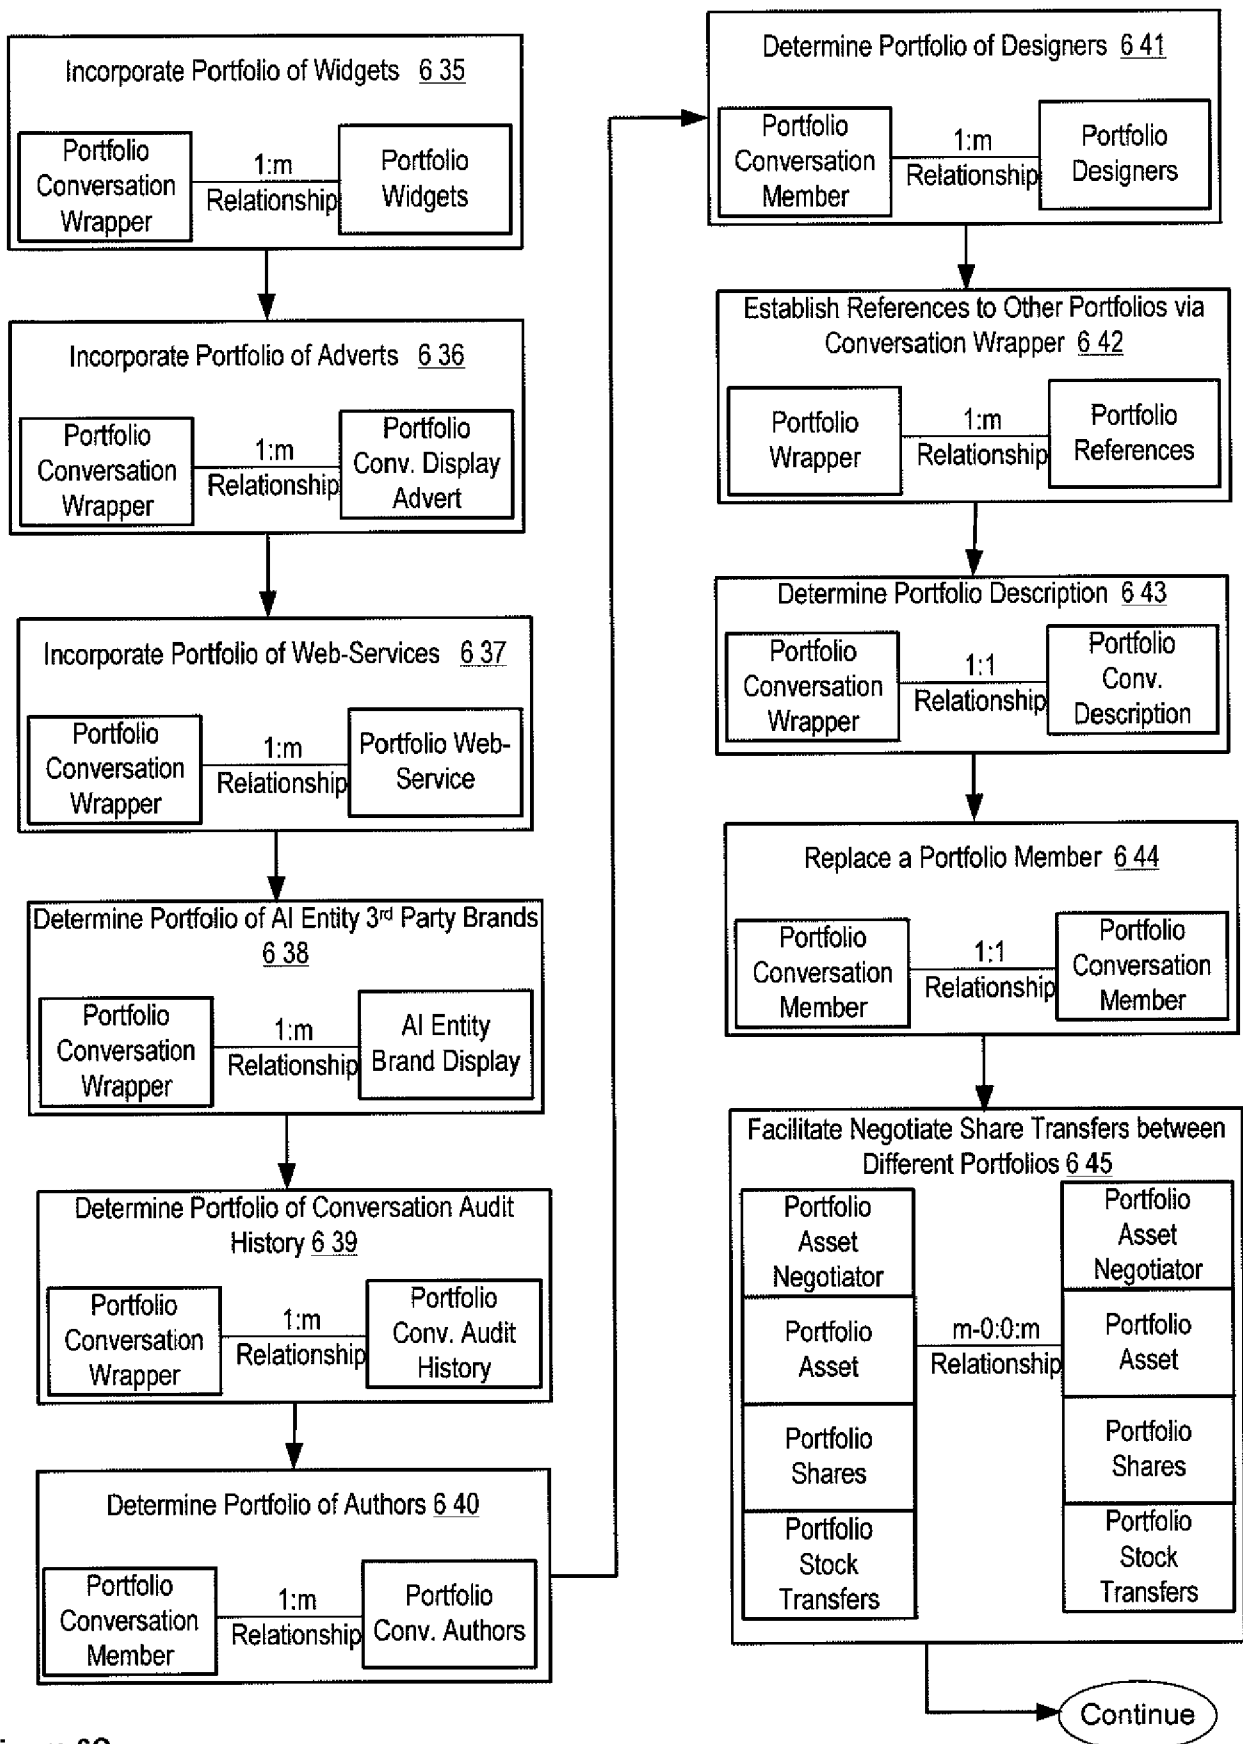 Incorporate Portfolio of Widgets 6 35
Portfolio
Conversation
Wrapper
1:m
Relationship
Portfolio
Widgets
Incorporate Portfolio of Adverts 6 36
Portfolio
Conversation
Wrapper
1:m
Relationship
Portfolio
Conv. Display
Advert
Incorporate Portfolio of Web-Services 6 37
Portfolio
Conversation
Wrapper
1:m
Relationship
Portfolio Web-
Service
Determine Portfolio of AI Entity 3rd Party Brands
6 38
Portfolio
Conversation
Wrapper
1:m
Relationship
AI Entity
Brand Display
Determine Portfolio of Conversation Audit
History 6 39
Portfolio
Conversation
Wrapper
1:m
Relationship
Portfolio
Conv. Audit
History
Determine Portfolio of Authors 6 40
Portfolio
Conversation
Member
1:m
Relationship
Portfolio
Conv. Authors
Determine Portfolio of Designers 6 41
Portfolio
Conversation
Member
1:m
Relationship
Portfolio
Designers
Establish References to Other Portfolios via
Conversation Wrapper 6 42
Portfolio
Wrapper
1:m
Relationship
Portfolio
References
Determine Portfolio Description 6 43
Portfolio
Conversation
Wrapper
1:1
Relationship
Portfolio
Conv.
Description
Replace a Portfolio Member 6 44
Portfolio
Conversation
Member
1:1
Relationship
Portfolio
Conversation
Member
Facilitate Negotiate Share Transfers between
Different Portfolios 6 45
Portfolio
Asset
Negotiator
Portfolio
Asset
Portfolio
Shares
Portfolio
Stock
Transfers
m-0:0:m
Relationship
Portfolio
Asset
Negotiator
Portfolio
Asset
Portfolio
Shares
Portfolio
Stock
Transfers
Continue